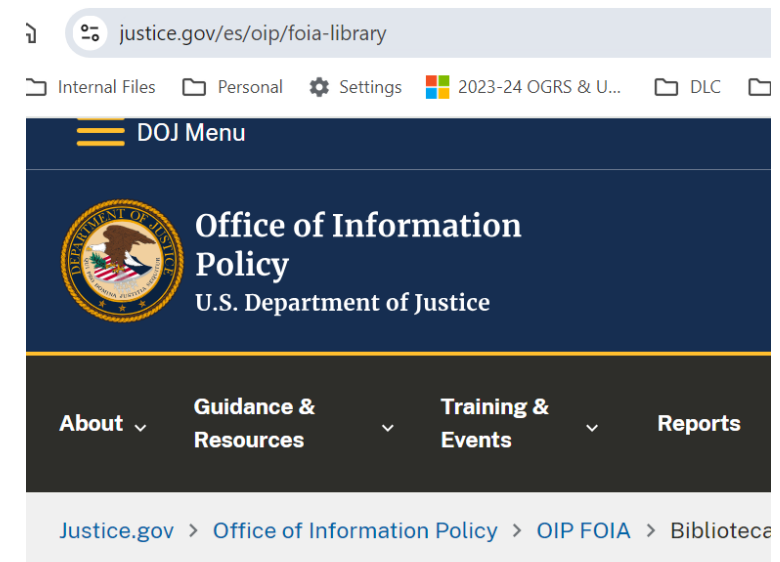 justice.gov/es/oip/foia-library
Internal Files Personal Settings 2023-24 OGRS & U... DLC
DOJ Menu
Office of Information
Policy
U.S. Department of Justice
About
Guidance &
Resources
Training &
Events
Reports
Justice.gov > Office of Information Policy > OIP FOIA > Biblioteca